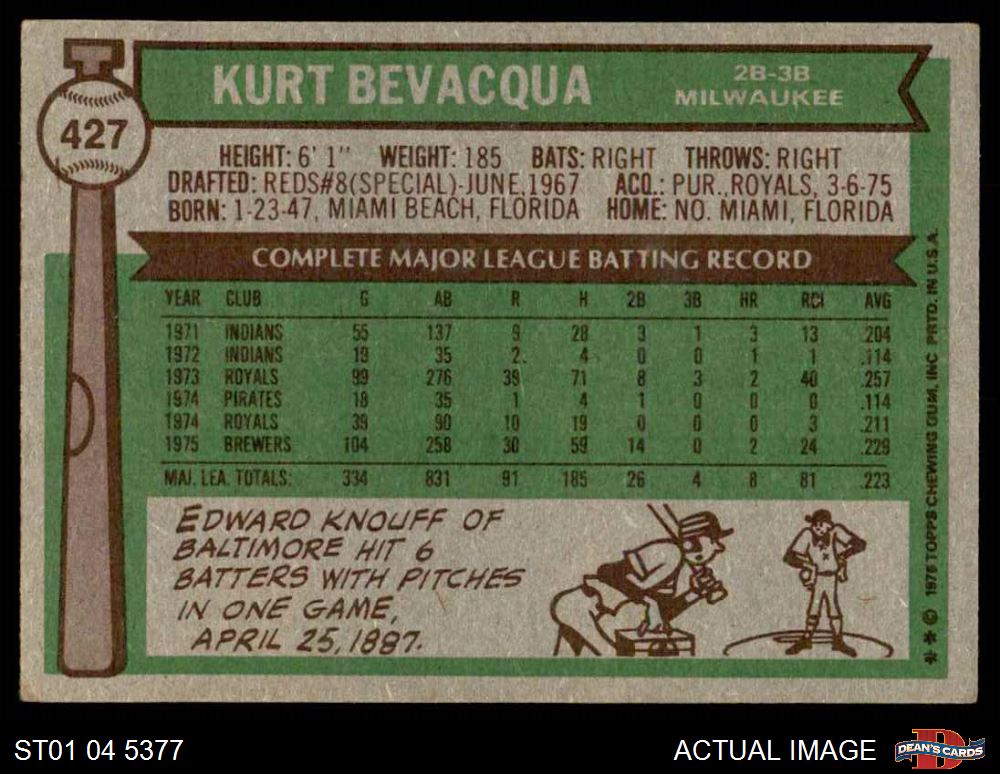 KURT BEVACQUA
2B-3B
MILWAUKEE
427
HEIGHT: 6' 1" WEIGHT: 185 BATS: RIGHT THROWS: RIGHT
DRAFTED: REDS#8(SPECIAL)-JUNE,1967 ACQ.: PUR.,ROYALS, 3-6-75
BORN: 1-23-47, MIAMI BEACH, FLORIDA HOME: NO. MIAMI, FLORIDA
COMPLETE MAJOR LEAGUE BATTING RECORD
YEAR CLUB G AB R H 2B 3B HR RBI AVG
1971 INDIANS 55 137 9 28 3 1 3 13 .204
1972 INDIANS 19 35 2 4 0 0 1 1 .114
1973 ROYALS 99 276 39 71 8 3 2 40 .257
1974 PIRATES 18 35 1 4 1 0 0 0 .114
1974 ROYALS 39 90 10 19 0 0 0 3 .211
1975 BREWERS 104 258 30 59 14 0 2 24 .229
MAJ. LEA. TOTALS: 334 831 91 185 26 4 8 81 .223
EDWARD KNOUFF OF
BALTIMORE HIT 6
BATTERS WITH PITCHES
IN ONE GAME,
APRIL 25, 1887.
* * © 1976 TOPPS CHEWING GUM, INC PRTD. IN U.S.A.
ST01 04 5377
ACTUAL IMAGE
D
DEAN'S CARDS